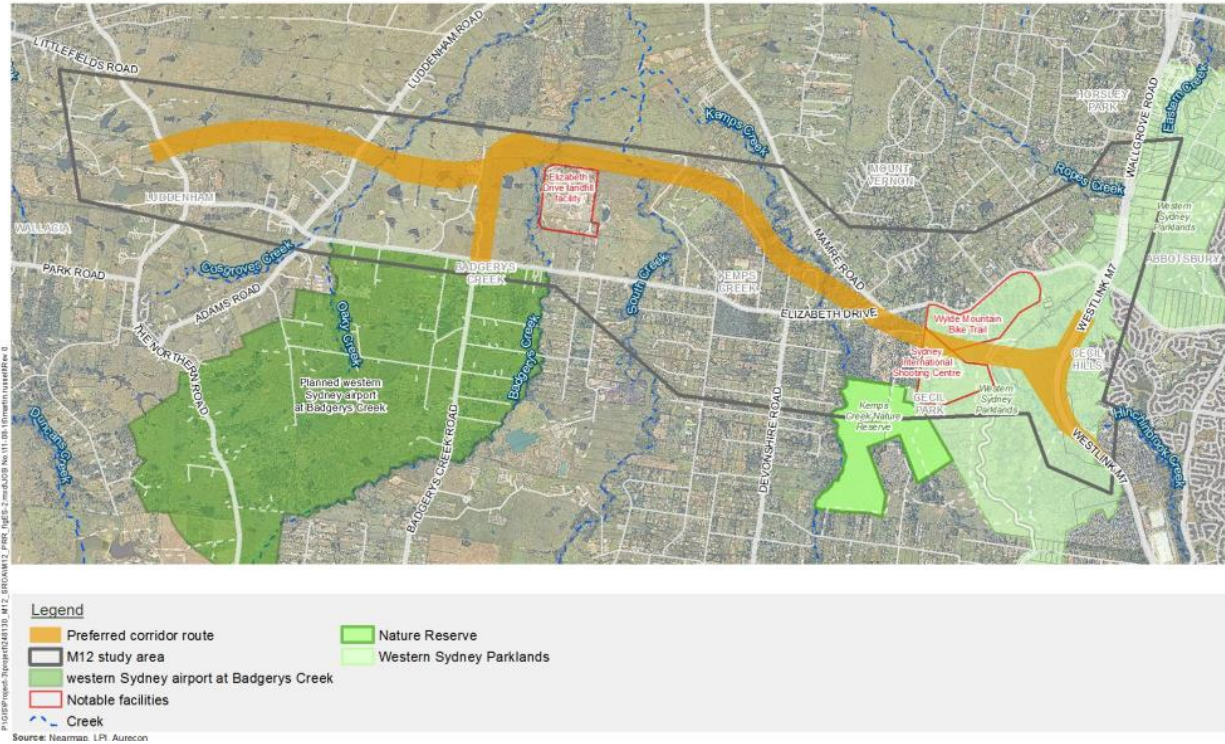 LITTLEFIELDS ROAD
LUDDENHAM ROAD
WALLGROVE ROAD
Eastern Creek
HORSLEY
PARK
Kemps Creek
MOUNT
VERNON
Ropes Creek
Elizabeth
Drive landfill
facility
LUDDENHAM
WALLACIA
Western
Sydney
Parklands
ABBOTSBURY
MAMRE ROAD
Cosgroves Creek
PARK ROAD
BADGERYS
CREEK
South Creek
KEMPS
CREEK
ADAMS ROAD
Oaky Creek
ELIZABETH DRIVE
Wylde Mountain
Bike Trail
WESTLINK M7
THE NORTHERN ROAD
Badgerys Creek
Sydney
International
Shooting Centre
CECIL
HILLS
Planned western
Sydney airport
at Badgerys Creek
Western
Sydney
Parklands
CECIL
PARK
Kemps
Creek Nature
Reserve
Hinchinbrook Creek
Duncans Creek
BADGERYS CREEK ROAD
DEVONSHIRE ROAD
WESTLINK M7
Legend
Preferred corridor route
M12 study area
western Sydney airport at Badgerys Creek
Notable facilities
Creek
Nature Reserve
Western Sydney Parklands
Source: Nearmap, LPI, Aurecon